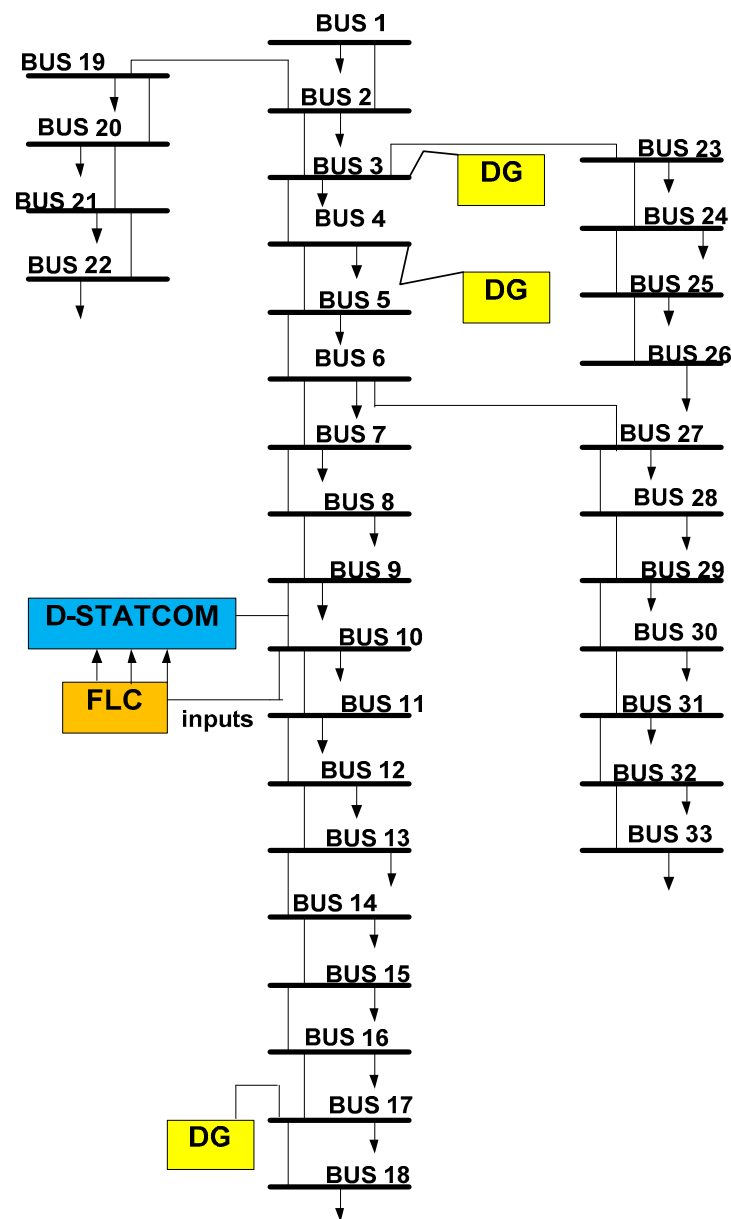 BUS 1
BUS 2
BUS 3
BUS 4
BUS 5
BUS 6
BUS 7
BUS 8
BUS 9
BUS 10
BUS 11
BUS 12
BUS 13
BUS 14
BUS 15
BUS 16
BUS 17
BUS 18
BUS 19
BUS 20
BUS 21
BUS 22
D-STATCOM
FLC
inputs
DG
DG
DG
BUS 23
BUS 24
BUS 25
BUS 26
BUS 27
BUS 28
BUS 29
BUS 30
BUS 31
BUS 32
BUS 33